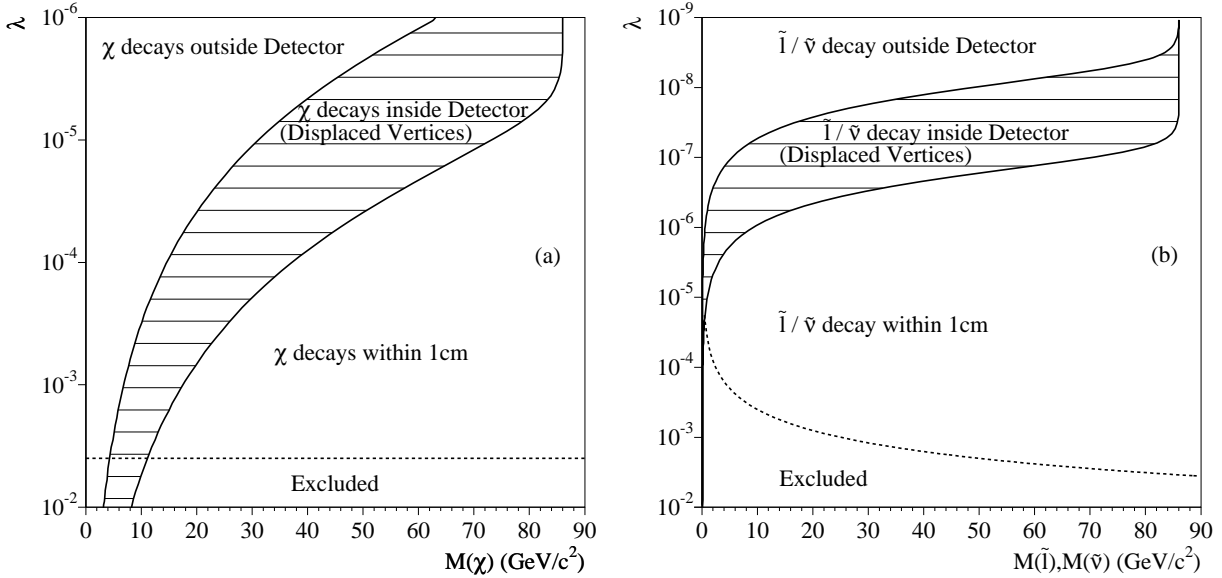 λ
10⁻⁶
10⁻⁵
10⁻⁴
10⁻³
10⁻²
χ decays outside Detector
χ decays inside Detector
(Displaced Vertices)
(a)
χ decays within 1cm
Excluded
0 10 20 30 40 50 60 70 80 90
M(χ) (GeV/c²)
λ
10⁻⁹
10⁻⁸
10⁻⁷
10⁻⁶
10⁻⁵
10⁻⁴
10⁻³
10⁻²
l̃ / ν̃ decay outside Detector
l̃ / ν̃ decay inside Detector
(Displaced Vertices)
(b)
l̃ / ν̃ decay within 1cm
Excluded
0 10 20 30 40 50 60 70 80 90
M(l̃),M(ν̃) (GeV/c²)